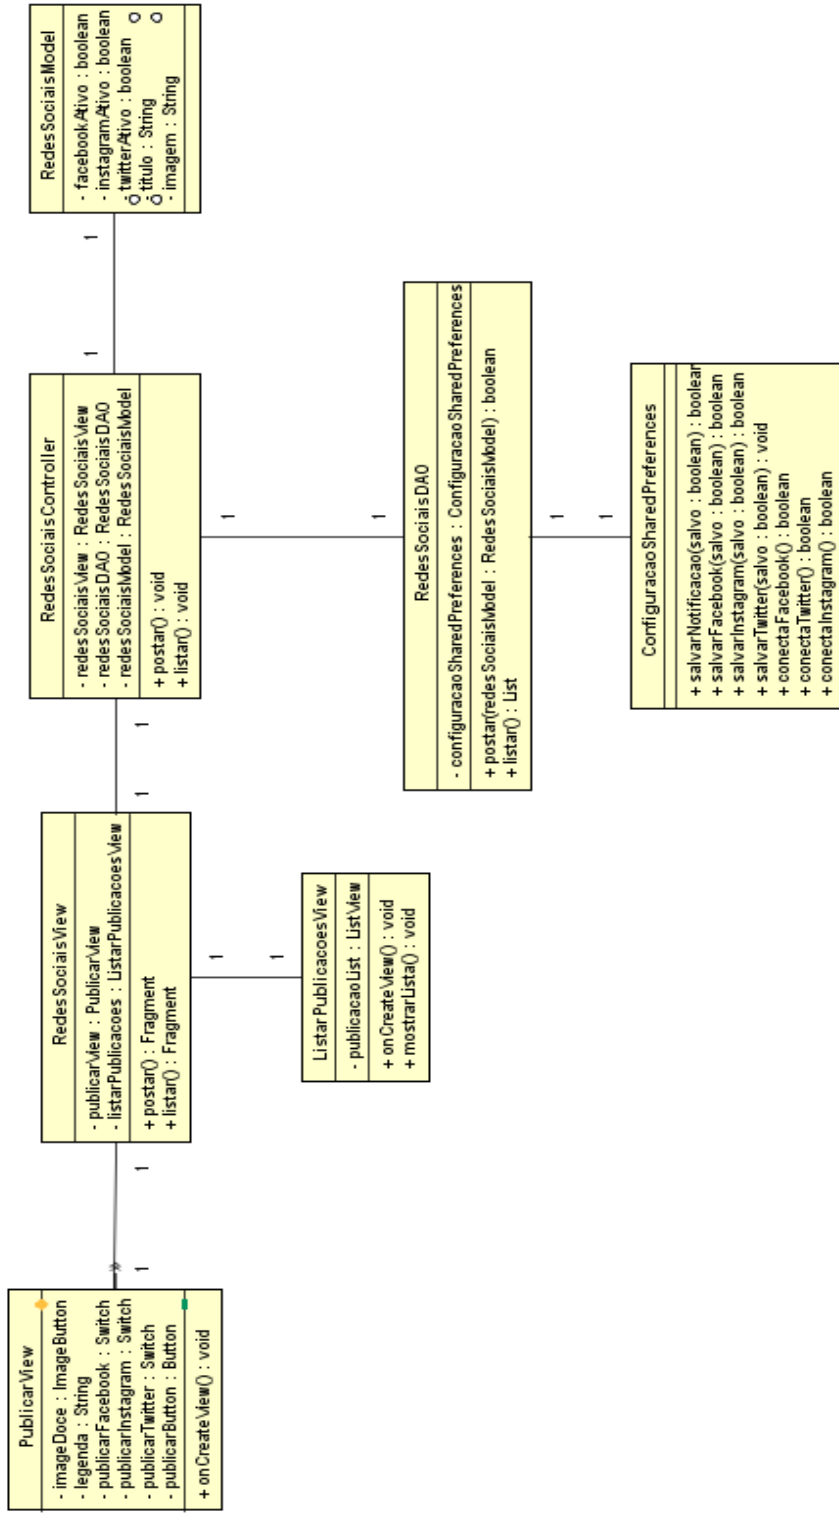 PublicarView
- imageDoce : ImageButton
- legenda : String
- publicarFacebook : Switch
- publicarInstagram : Switch
- publicarTwitter : Switch
- publicarButton : Button
+ onCreateView() : void
1
1
RedesSociaisView
- publicarView : PublicarView
- listarPublicacoes : ListarPublicacoesView
+ postar() : Fragment
+ listar() : Fragment
1
1
ListarPublicacoesView
- publicacaoList : ListView
+ onCreateView() : void
+ mostrarLista() : void
1
1
RedesSociaisController
- redesSociaisView : RedesSociaisView
- redesSociaisDAO : RedesSociaisDAO
- redesSociaisModel : RedesSociaisModel
+ postar() : void
+ listar() : void
1
1
RedesSociaisDAO
- configuracaoSharedPreferences : ConfiguracaoSharedPreferences
+ postar(redesSociaisModel : RedesSociaisModel) : boolean
+ listar() : List
1
1
ConfiguracaoSharedPreferences
+ salvarNotificacao(salvo : boolean) : boolean
+ salvarFacebook(salvo : boolean) : boolean
+ salvarInstagram(salvo : boolean) : boolean
+ salvarTwitter(salvo : boolean) : void
+ conectaFacebook() : boolean
+ conectaTwitter() : boolean
+ conectaInstagram() : boolean
1
1
RedesSociaisModel
- facebookAtivo : boolean
- instagramAtivo : boolean
- twitterAtivo : boolean
- titulo : String
- imagem : String